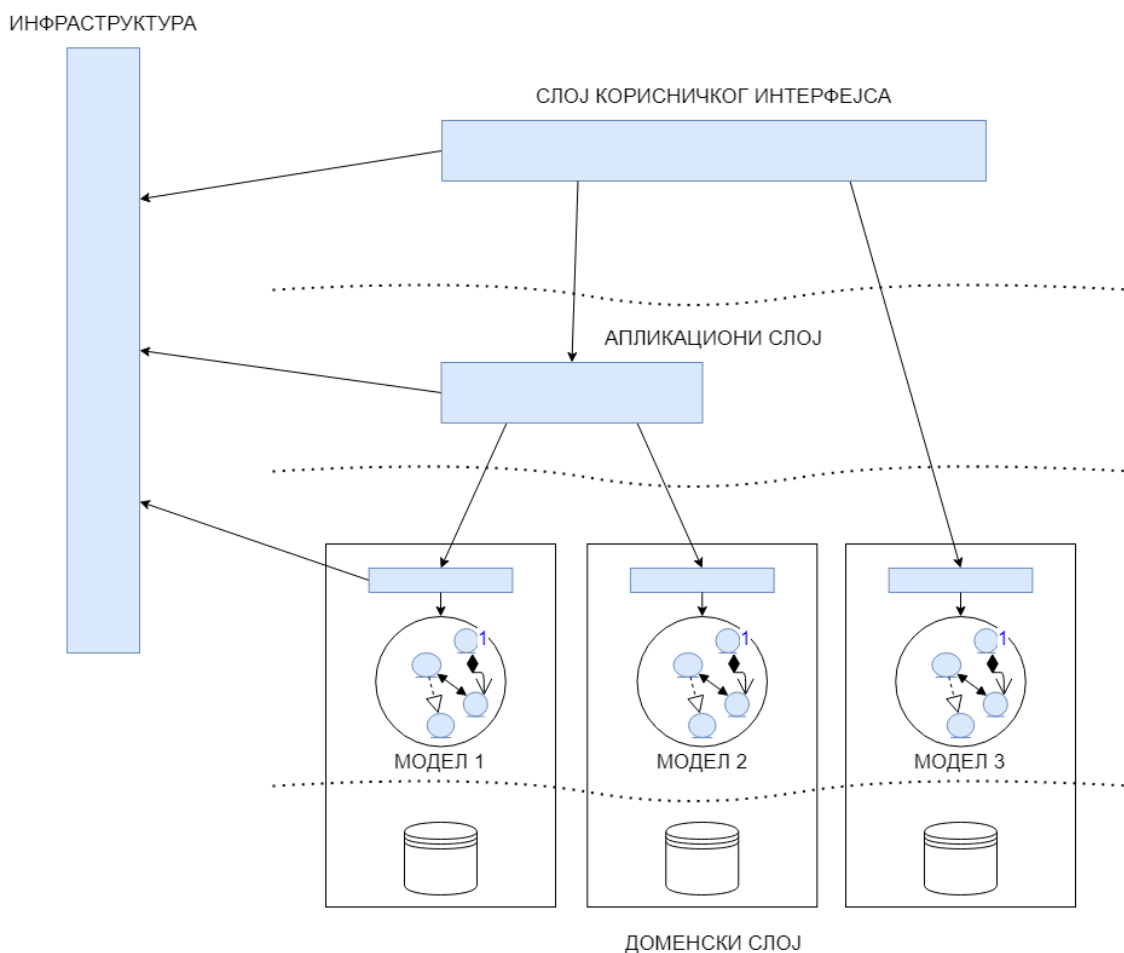 ИНФРАСТРУКТУРА
СЛОЈ КОРИСНИЧКОГ ИНТЕРФЕЈСА
АПЛИКАЦИОНИ СЛОЈ
1
1
1
МОДЕЛ 1
МОДЕЛ 2
МОДЕЛ 3
ДОМЕНСКИ СЛОЈ